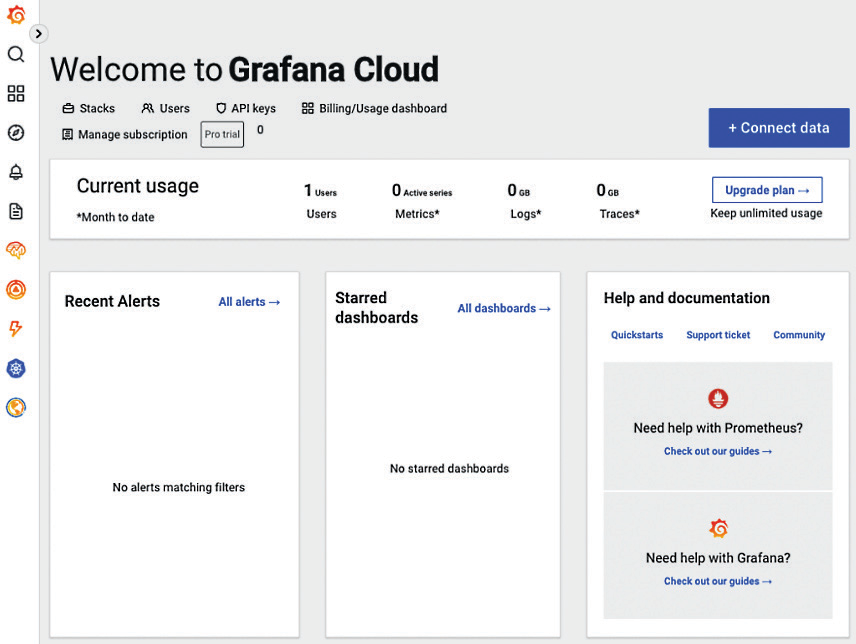 Welcome to Grafana Cloud
Stacks Users API keys Billing/Usage dashboard
Manage subscription Pro trial 0
+ Connect data
Current usage
*Month to date
1 Users
Users
0 Active series
Metrics*
0 GB
Logs*
0 GB
Traces*
Upgrade plan →
Keep unlimited usage
Recent Alerts
All alerts →
No alerts matching filters
Starred
dashboards
All dashboards →
No starred dashboards
Help and documentation
Quickstarts Support ticket Community
Need help with Prometheus?
Check out our guides →
Need help with Grafana?
Check out our guides →